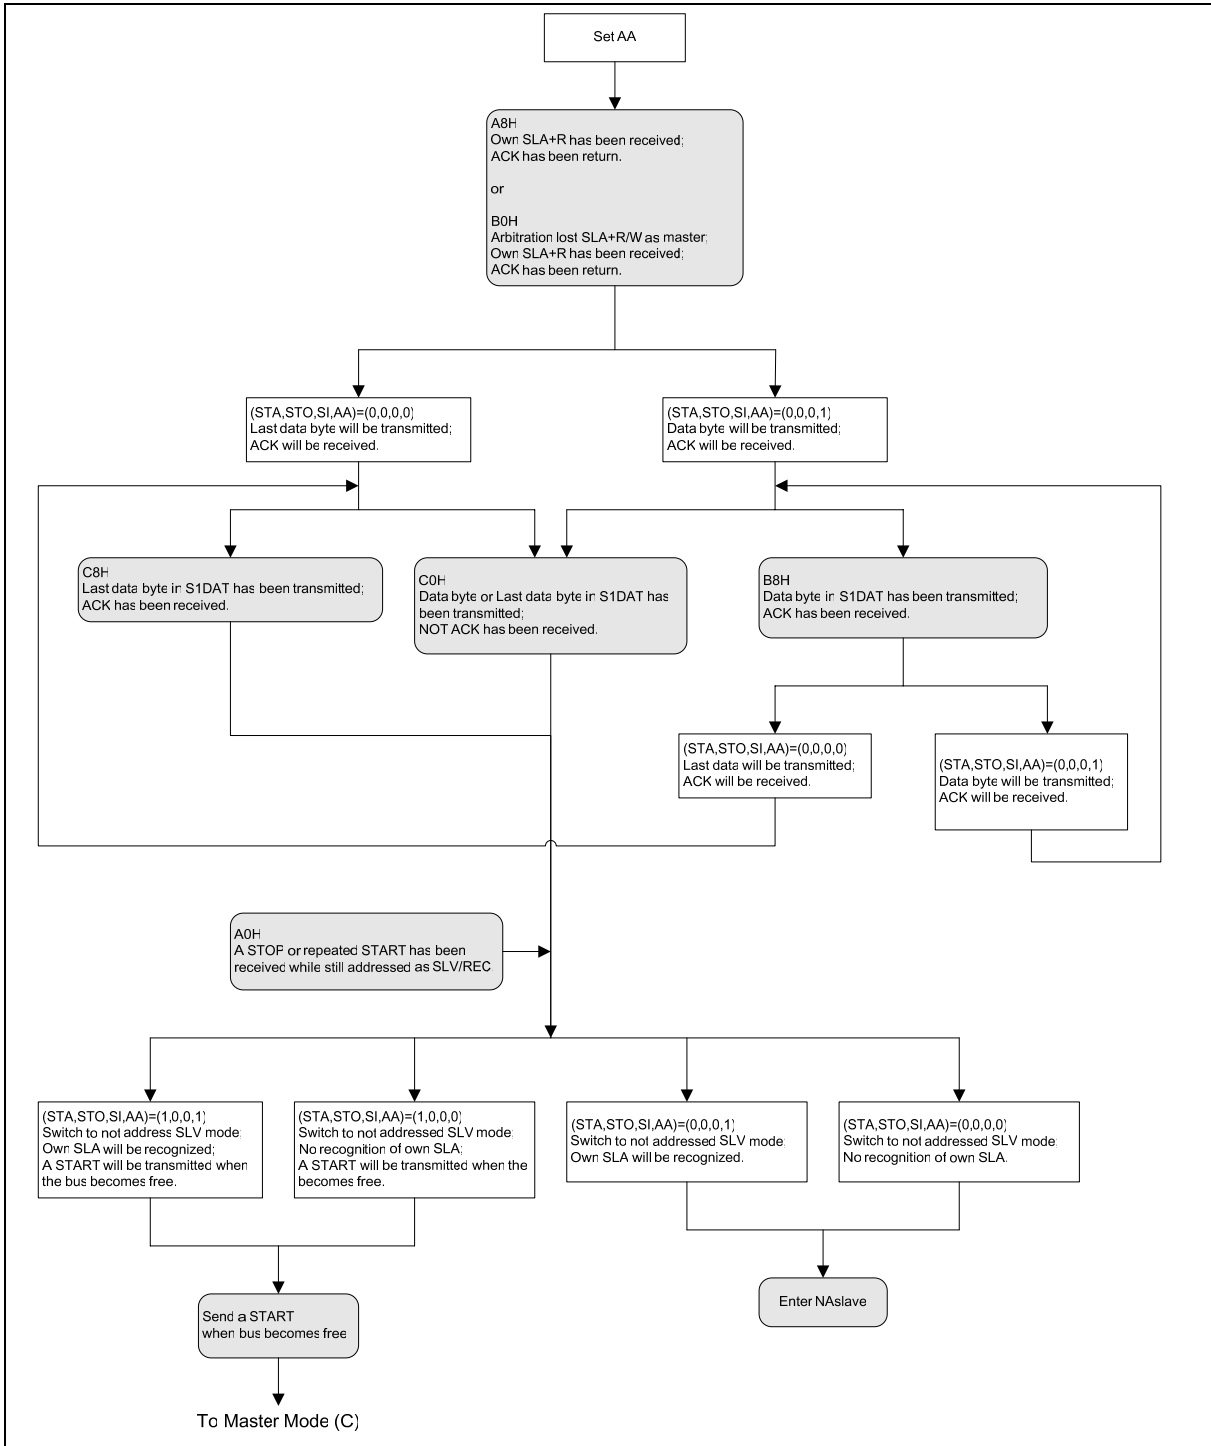 Set AA
A8H
Own SLA+R has been received;
ACK has been return.
or
B0H
Arbitration lost SLA+R/W as master;
Own SLA+R has been received;
ACK has been return.
(STA,STO,SI,AA)=(0,0,0,0)
Last data byte will be transmitted;
ACK will be received.
(STA,STO,SI,AA)=(0,0,0,1)
Data byte will be transmitted;
ACK will be received.
C8H
Last data byte in S1DAT has been transmitted;
ACK has been received.
C0H
Data byte or Last data byte in S1DAT has
been transmitted;
NOT ACK has been received.
B8H
Data byte in S1DAT has been transmitted;
ACK has been received.
(STA,STO,SI,AA)=(0,0,0,0)
Last data will be transmitted;
ACK will be received.
(STA,STO,SI,AA)=(0,0,0,1)
Data byte will be transmitted;
ACK will be received.
A0H
A STOP or repeated START has been
received while still addressed as SLV/REC.
(STA,STO,SI,AA)=(1,0,0,1)
Switch to not address SLV mode;
Own SLA will be recognized;
A START will be transmitted when
the bus becomes free.
(STA,STO,SI,AA)=(1,0,0,0)
Switch to not addressed SLV mode;
No recognition of own SLA;
A START will be transmitted when the
becomes free.
(STA,STO,SI,AA)=(0,0,0,1)
Switch to not addressed SLV mode;
Own SLA will be recognized.
(STA,STO,SI,AA)=(0,0,0,0)
Switch to not addressed SLV mode;
No recognition of own SLA.
Send a START
when bus becomes free
Enter NAslave
To Master Mode (C)